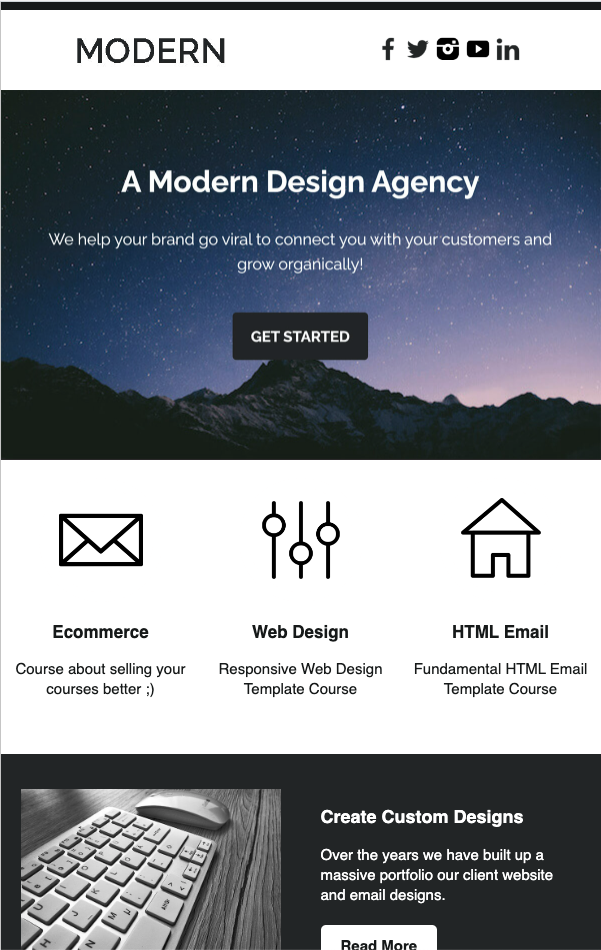 MODERN
A Modern Design Agency
We help your brand go viral to connect you with your customers and
grow organically!
GET STARTED
Ecommerce
Course about selling your
courses better ;)
Web Design
Responsive Web Design
Template Course
HTML Email
Fundamental HTML Email
Template Course
Create Custom Designs
Over the years we have built up a
massive portfolio our client website
and email designs.
Read More